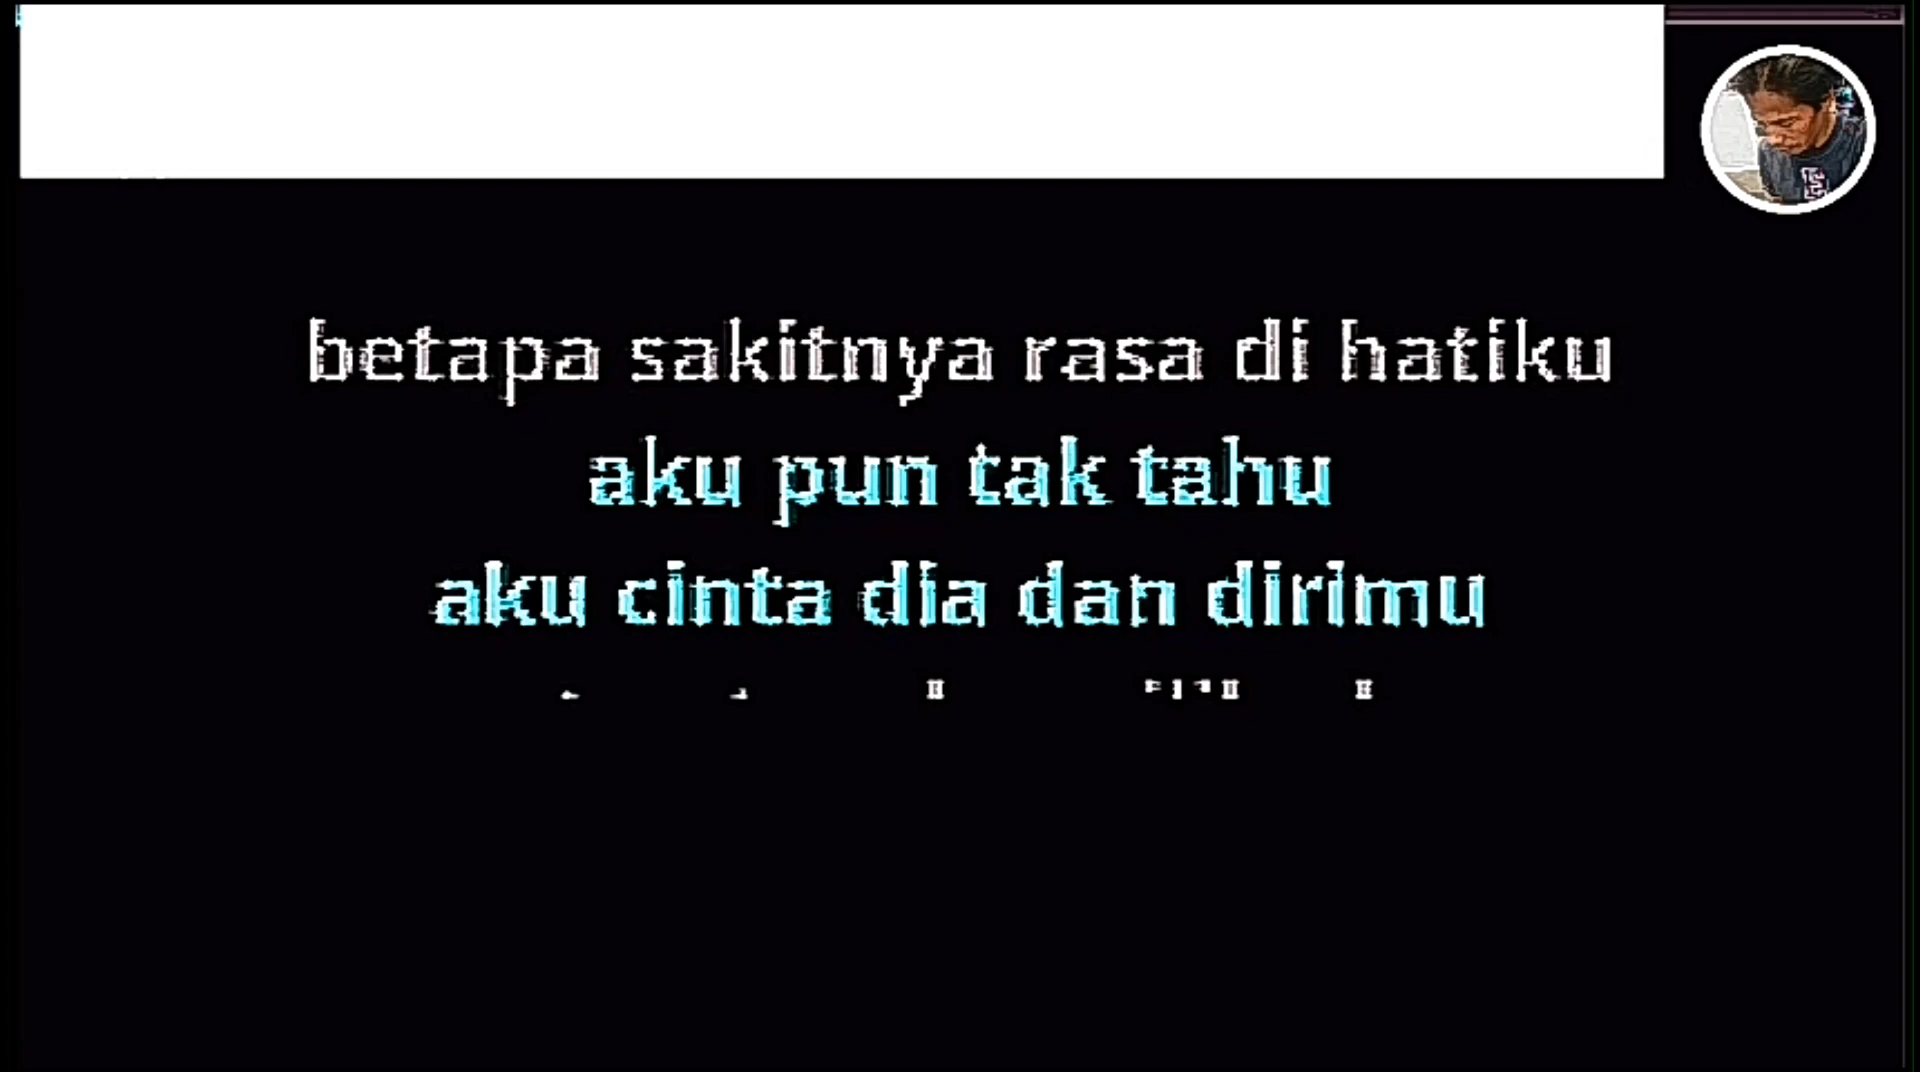 betapa sakitnya rasa di hatiku
aku pun tak tahu
aku cinta dia dan dirimu